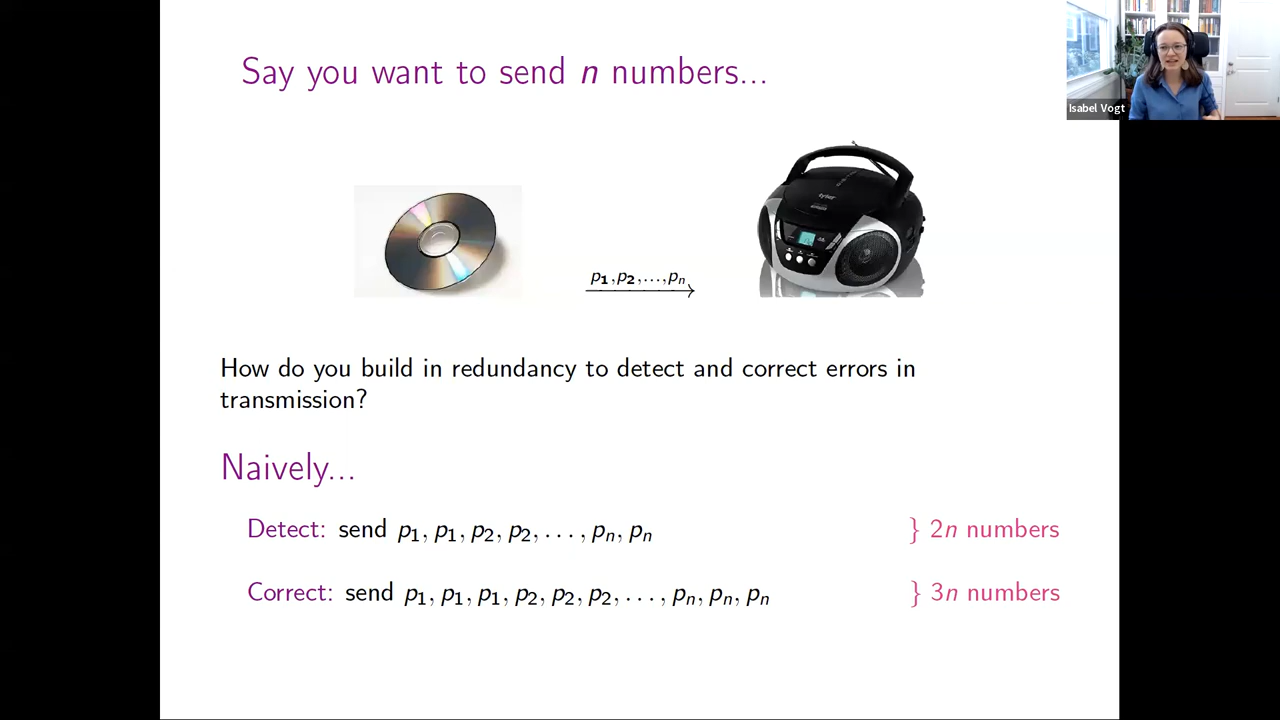 Say you want to send n numbers...
Isabel Vogt
p₁,p₂,...,pₙ
How do you build in redundancy to detect and correct errors in
transmission?
Naively...
Detect: send p₁, p₁, p₂, p₂, . . . , pₙ, pₙ } 2n numbers
Correct: send p₁, p₁, p₁, p₂, p₂, p₂, . . . , pₙ, pₙ, pₙ } 3n numbers